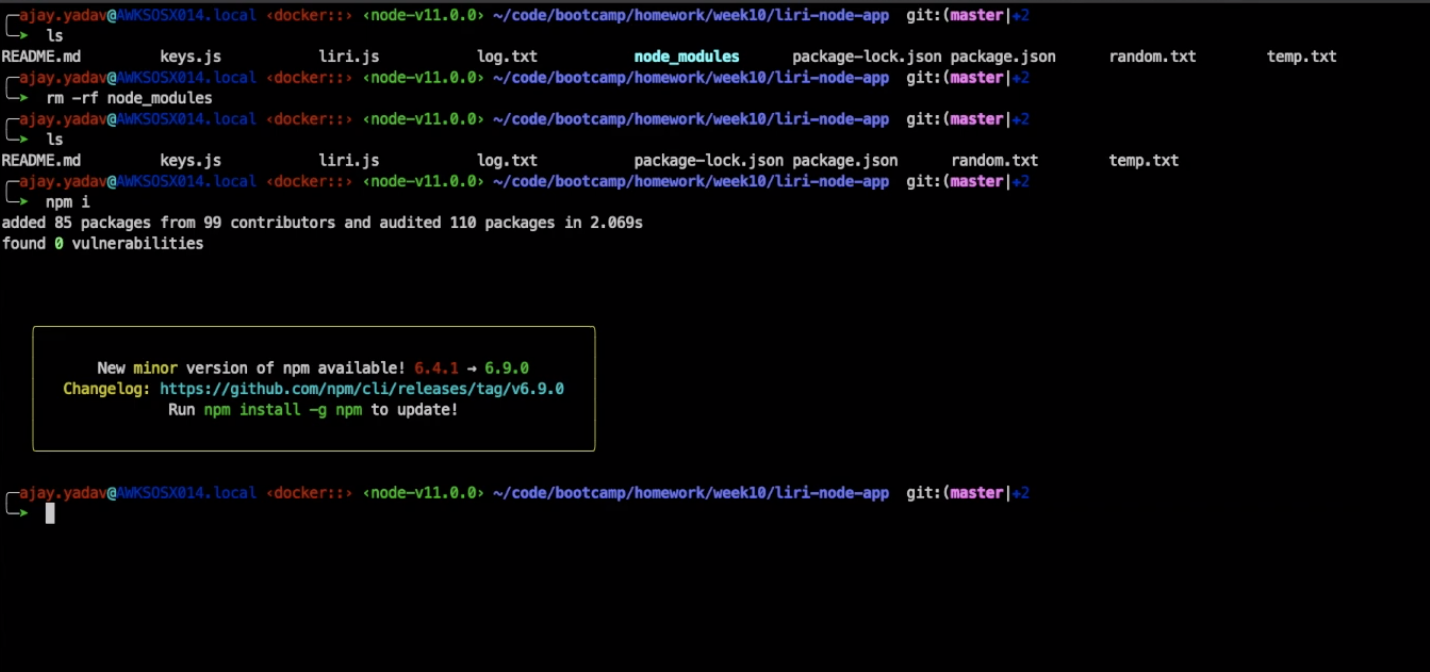 ajay.yadav@AWKSOSX014.local ‹docker::› ‹node-v11.0.0› ~/code/bootcamp/homework/week10/liri-node-app git:(master|+2
ls
README.md keys.js liri.js log.txt node_modules package-lock.json package.json random.txt temp.txt
ajay.yadav@AWKSOSX014.local ‹docker::› ‹node-v11.0.0› ~/code/bootcamp/homework/week10/liri-node-app git:(master|+2
rm -rf node_modules
ajay.yadav@AWKSOSX014.local ‹docker::› ‹node-v11.0.0› ~/code/bootcamp/homework/week10/liri-node-app git:(master|+2
ls
README.md keys.js liri.js log.txt package-lock.json package.json random.txt temp.txt
ajay.yadav@AWKSOSX014.local ‹docker::› ‹node-v11.0.0› ~/code/bootcamp/homework/week10/liri-node-app git:(master|+2
npm i
added 85 packages from 99 contributors and audited 110 packages in 2.069s
found 0 vulnerabilities
New minor version of npm available! 6.4.1 → 6.9.0
Changelog: https://github.com/npm/cli/releases/tag/v6.9.0
Run npm install -g npm to update!
ajay.yadav@AWKSOSX014.local ‹docker::› ‹node-v11.0.0› ~/code/bootcamp/homework/week10/liri-node-app git:(master|+2